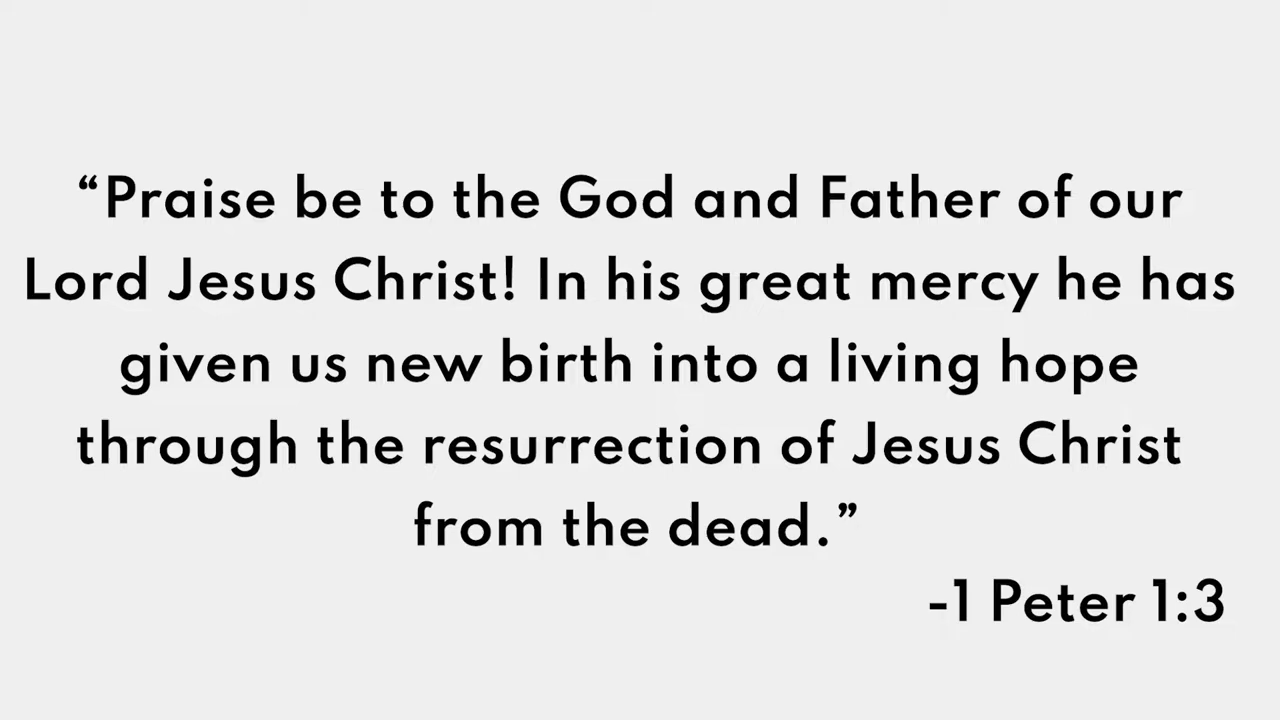 “Praise be to the God and Father of our
Lord Jesus Christ! In his great mercy he has
given us new birth into a living hope
through the resurrection of Jesus Christ
from the dead.”
-1 Peter 1:3